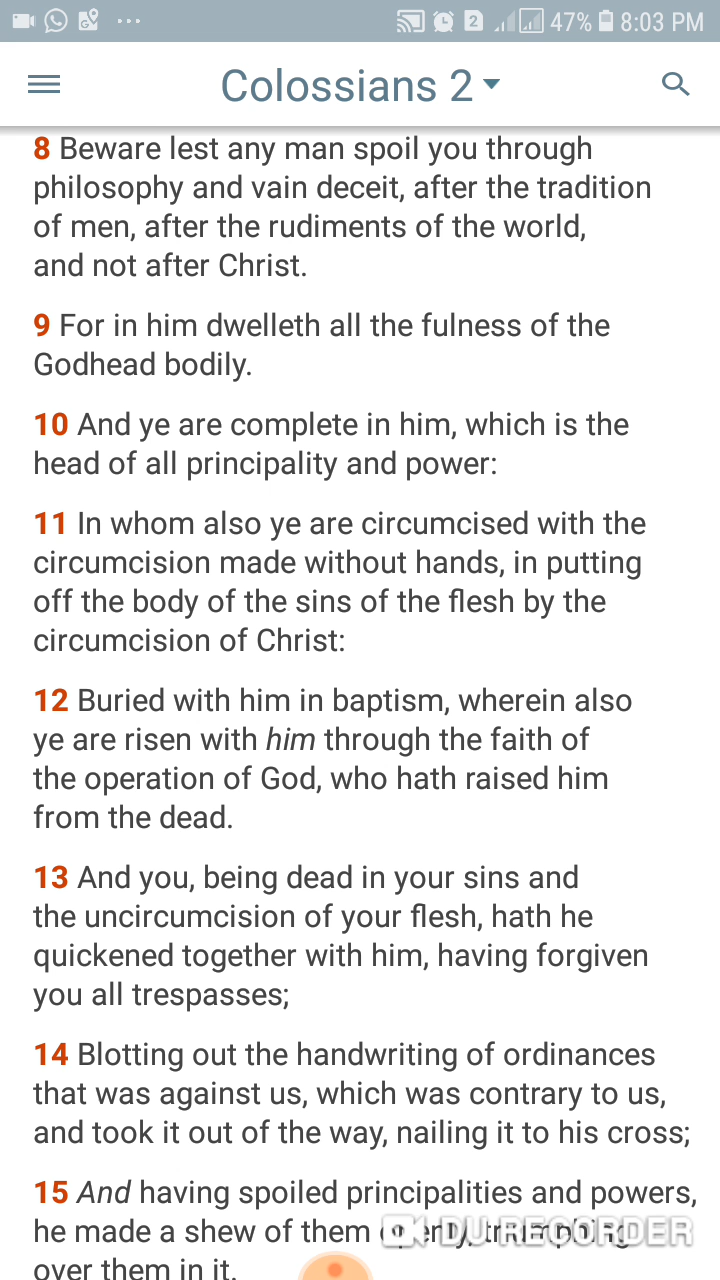 2 47% 8:03 PM
Colossians 2
8 Beware lest any man spoil you through
philosophy and vain deceit, after the tradition
of men, after the rudiments of the world,
and not after Christ.
9 For in him dwelleth all the fulness of the
Godhead bodily.
10 And ye are complete in him, which is the
head of all principality and power:
11 In whom also ye are circumcised with the
circumcision made without hands, in putting
off the body of the sins of the flesh by the
circumcision of Christ:
12 Buried with him in baptism, wherein also
ye are risen with him through the faith of
the operation of God, who hath raised him
from the dead.
13 And you, being dead in your sins and
the uncircumcision of your flesh, hath he
quickened together with him, having forgiven
you all trespasses;
14 Blotting out the handwriting of ordinances
that was against us, which was contrary to us,
and took it out of the way, nailing it to his cross;
15 And having spoiled principalities and powers,
he made a shew of them openly, triumphing
over them in it.
DU RECORDER